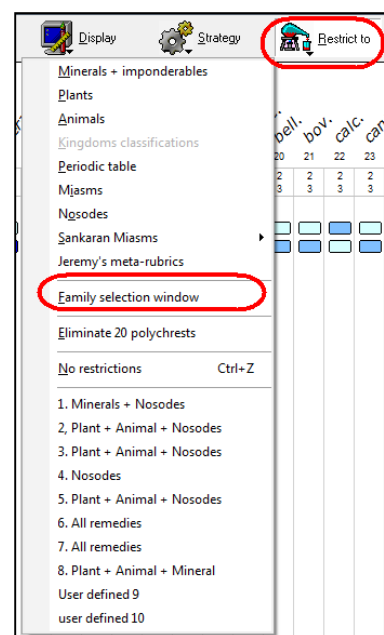 Display Strategy Restrict to
Minerals + imponderables
Plants
Animals
Kingdoms classifications
Periodic table
Miasms
Nosodes
Sankaran Miasms
Jeremy's meta-rubrics
Family selection window
Eliminate 20 polychrests
No restrictions Ctrl+Z
1. Minerals + Nosodes
2, Plant + Animal + Nosodes
3. Plant + Animal + Nosodes
4. Nosodes
5. Plant + Animal + Nosodes
6. All remedies
7. All remedies
8. Plant + Animal + Mineral
User defined 9
user defined 10
bell. bov. calc.
20 21 22 23
2 2 2 2
3 3 3 3